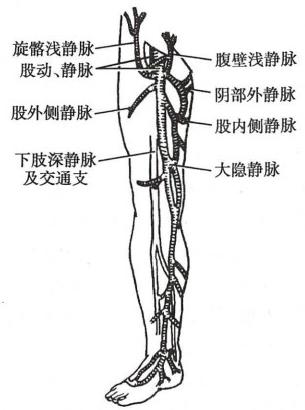 旋髂浅静脉
股动、静脉
股外侧静脉
下肢深静脉
及交通支
腹壁浅静脉
阴部外静脉
股内侧静脉
大隐静脉